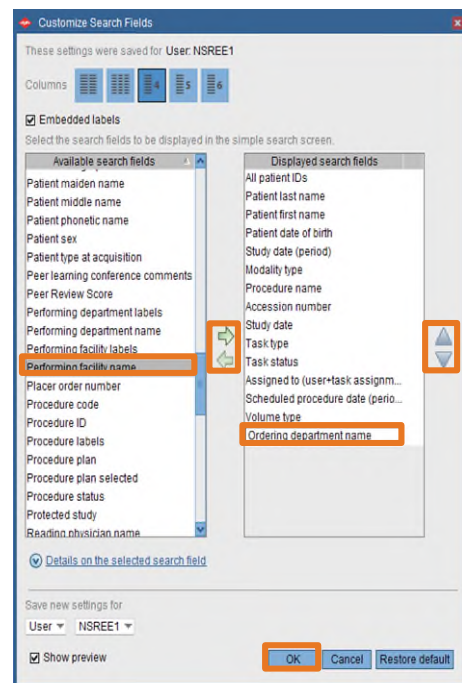 Customize Search Fields
These settings were saved for User: NSREE1
Columns 4 5 6
Embedded labels
Select the search fields to be displayed in the simple search screen.
Available search fields
Patient maiden name
Patient middle name
Patient phonetic name
Patient sex
Patient type at acquisition
Peer learning conference comments
Peer Review Score
Performing department labels
Performing department name
Performing facility labels
Performing facility name
Placer order number
Procedure code
Procedure ID
Procedure labels
Procedure plan
Procedure plan selected
Procedure status
Protected study
Reading physician name
Displayed search fields
All patient IDs
Patient last name
Patient first name
Patient date of birth
Study date (period)
Modality type
Procedure name
Accession number
Study date
Task type
Task status
Assigned to (user+task assignm...
Scheduled procedure date (perio...
Volume type
Ordering department name
Details on the selected search field
Save new settings for
User NSREE1
Show preview
OK Cancel Restore default